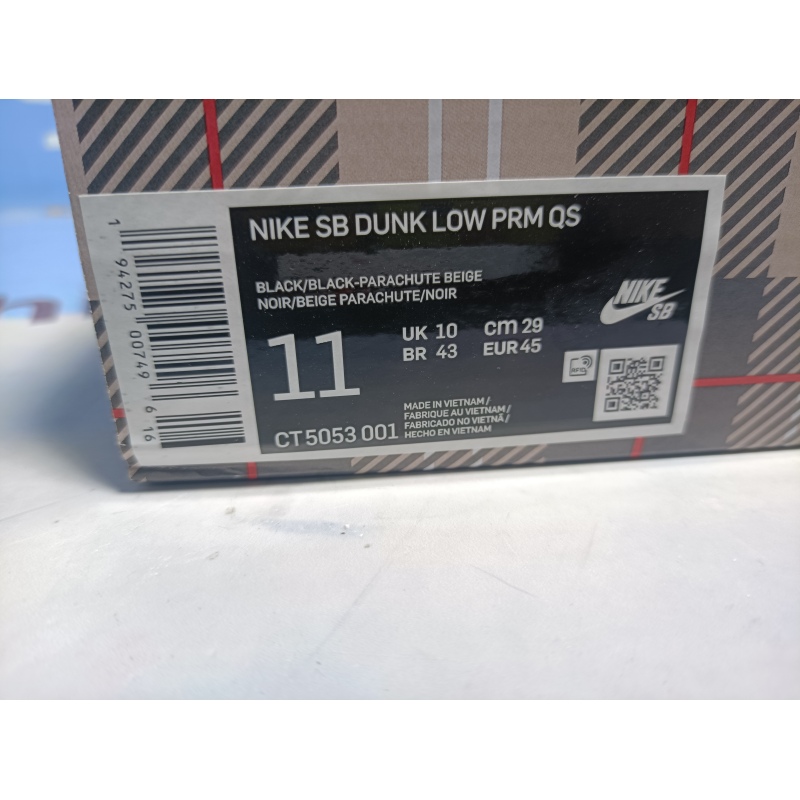 NIKE SB DUNK LOW PRM QS
BLACK/BLACK-PARACHUTE BEIGE
NOIR/BEIGE PARACHUTE/NOIR
11
UK 10 cm 29
BR 43 EUR 45
NIKE
SB
RFID
CT5053 001
MADE IN VIETNAM /
FABRIQUE AU VIETNAM /
FABRICADO NO VIETNÃ /
HECHO EN VIETNAM
1 94275 00749 6 16